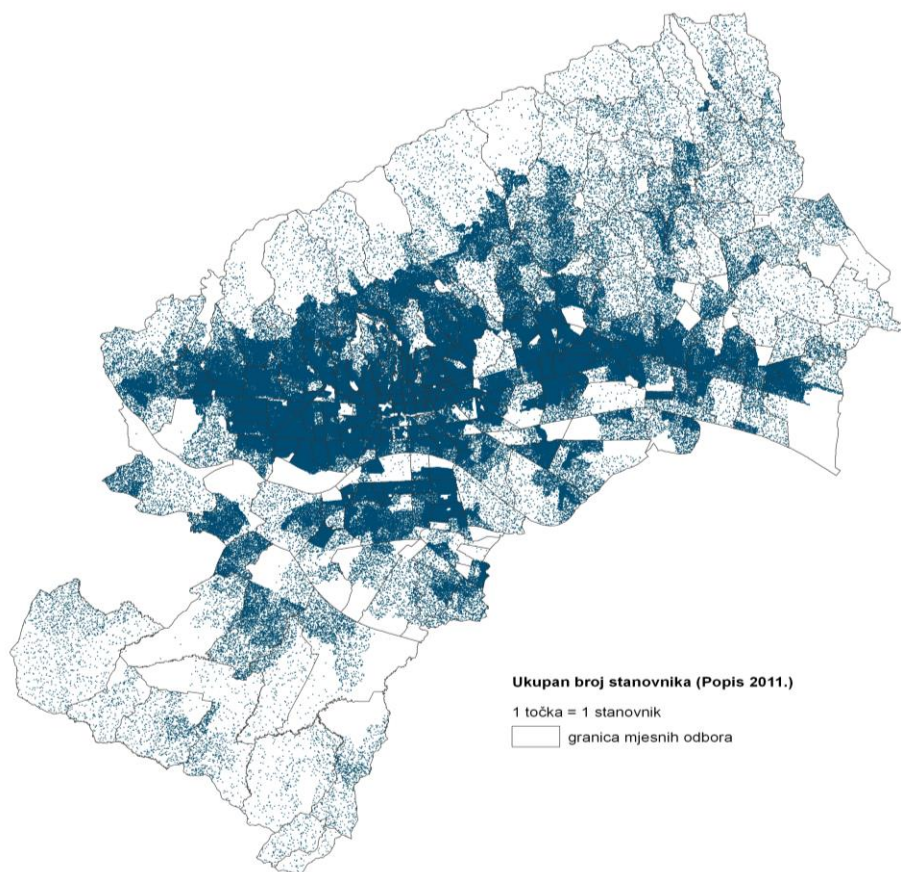 Ukupan broj stanovnika (Popis 2011.)
1 točka = 1 stanovnik
granica mjesnih odbora